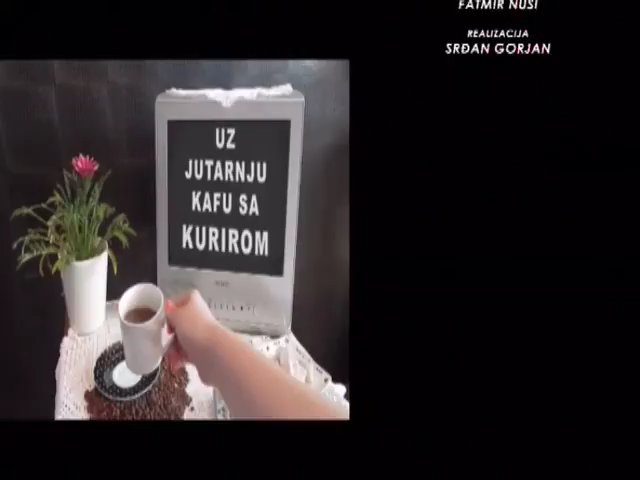 FATMIR NUSI
REALIZACIJA
SRĐAN GORJAN
UZ
JUTARNJU
KAFU SA
KURIROM